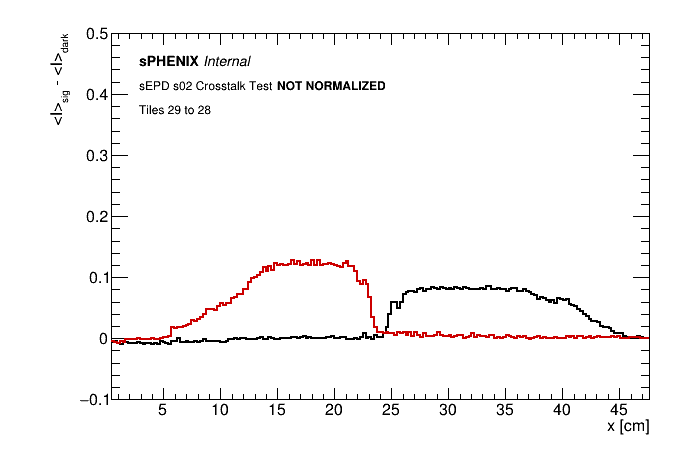 <I>sig - <I>dark
0.5
0.4
0.3
0.2
0.1
0
−0.1
sPHENIX Internal
sEPD s02 Crosstalk Test NOT NORMALIZED
Tiles 29 to 28
5 10 15 20 25 30 35 40 45
x [cm]